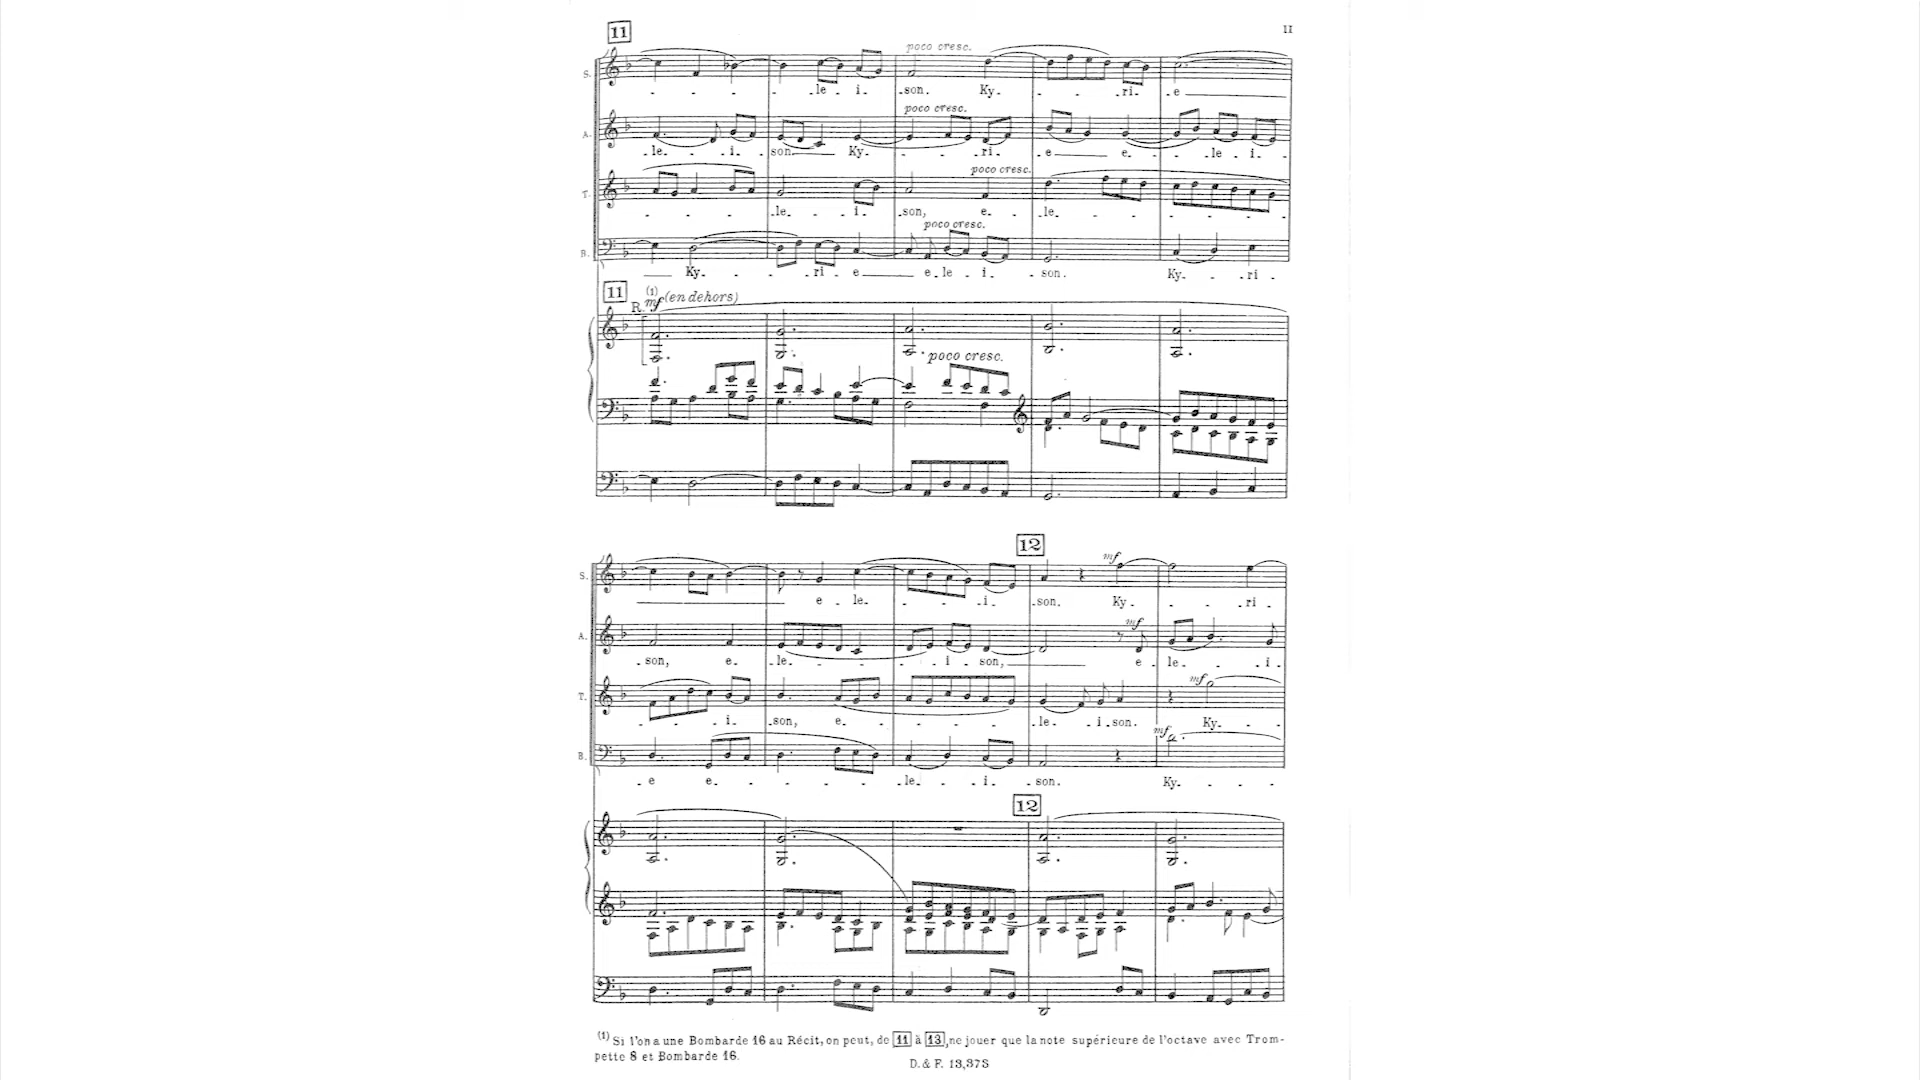 11
II
poco cresc.
S.
. . . . .le . i. .son. Ky. . . . .ri. .e
poco cresc.
A.
.le. . .i. .son Ky. . . .ri. .e e. . .le . i. .
poco cresc.
T.
. . . . .le. . . i. .son, e. . .le. . . . . .
poco cresc.
B.
Ky. . . . .ri . e e.le . i. . son. Ky. . .ri .
11
(1)
R. mf (en dehors)
poco cresc.
12
mf
S.
e . le. . . . .i. .son. Ky . . . .ri .
mf
A.
. son, e. .le. . . . . i . son, e . le. . . .i.
mf
T.
. . . .i. .son, e. . . . . . .le. . i.son. Ky. . .
mf
B.
. e e. . . . . .le. . .i. . son. Ky. . . .
12
(1) Si l'on a une Bombarde 16 au Récit, on peut, de 11 à 13, ne jouer que la note supérieure de l'octave avec Trom-
pette 8 et Bombarde 16.
D. & F. 13,378